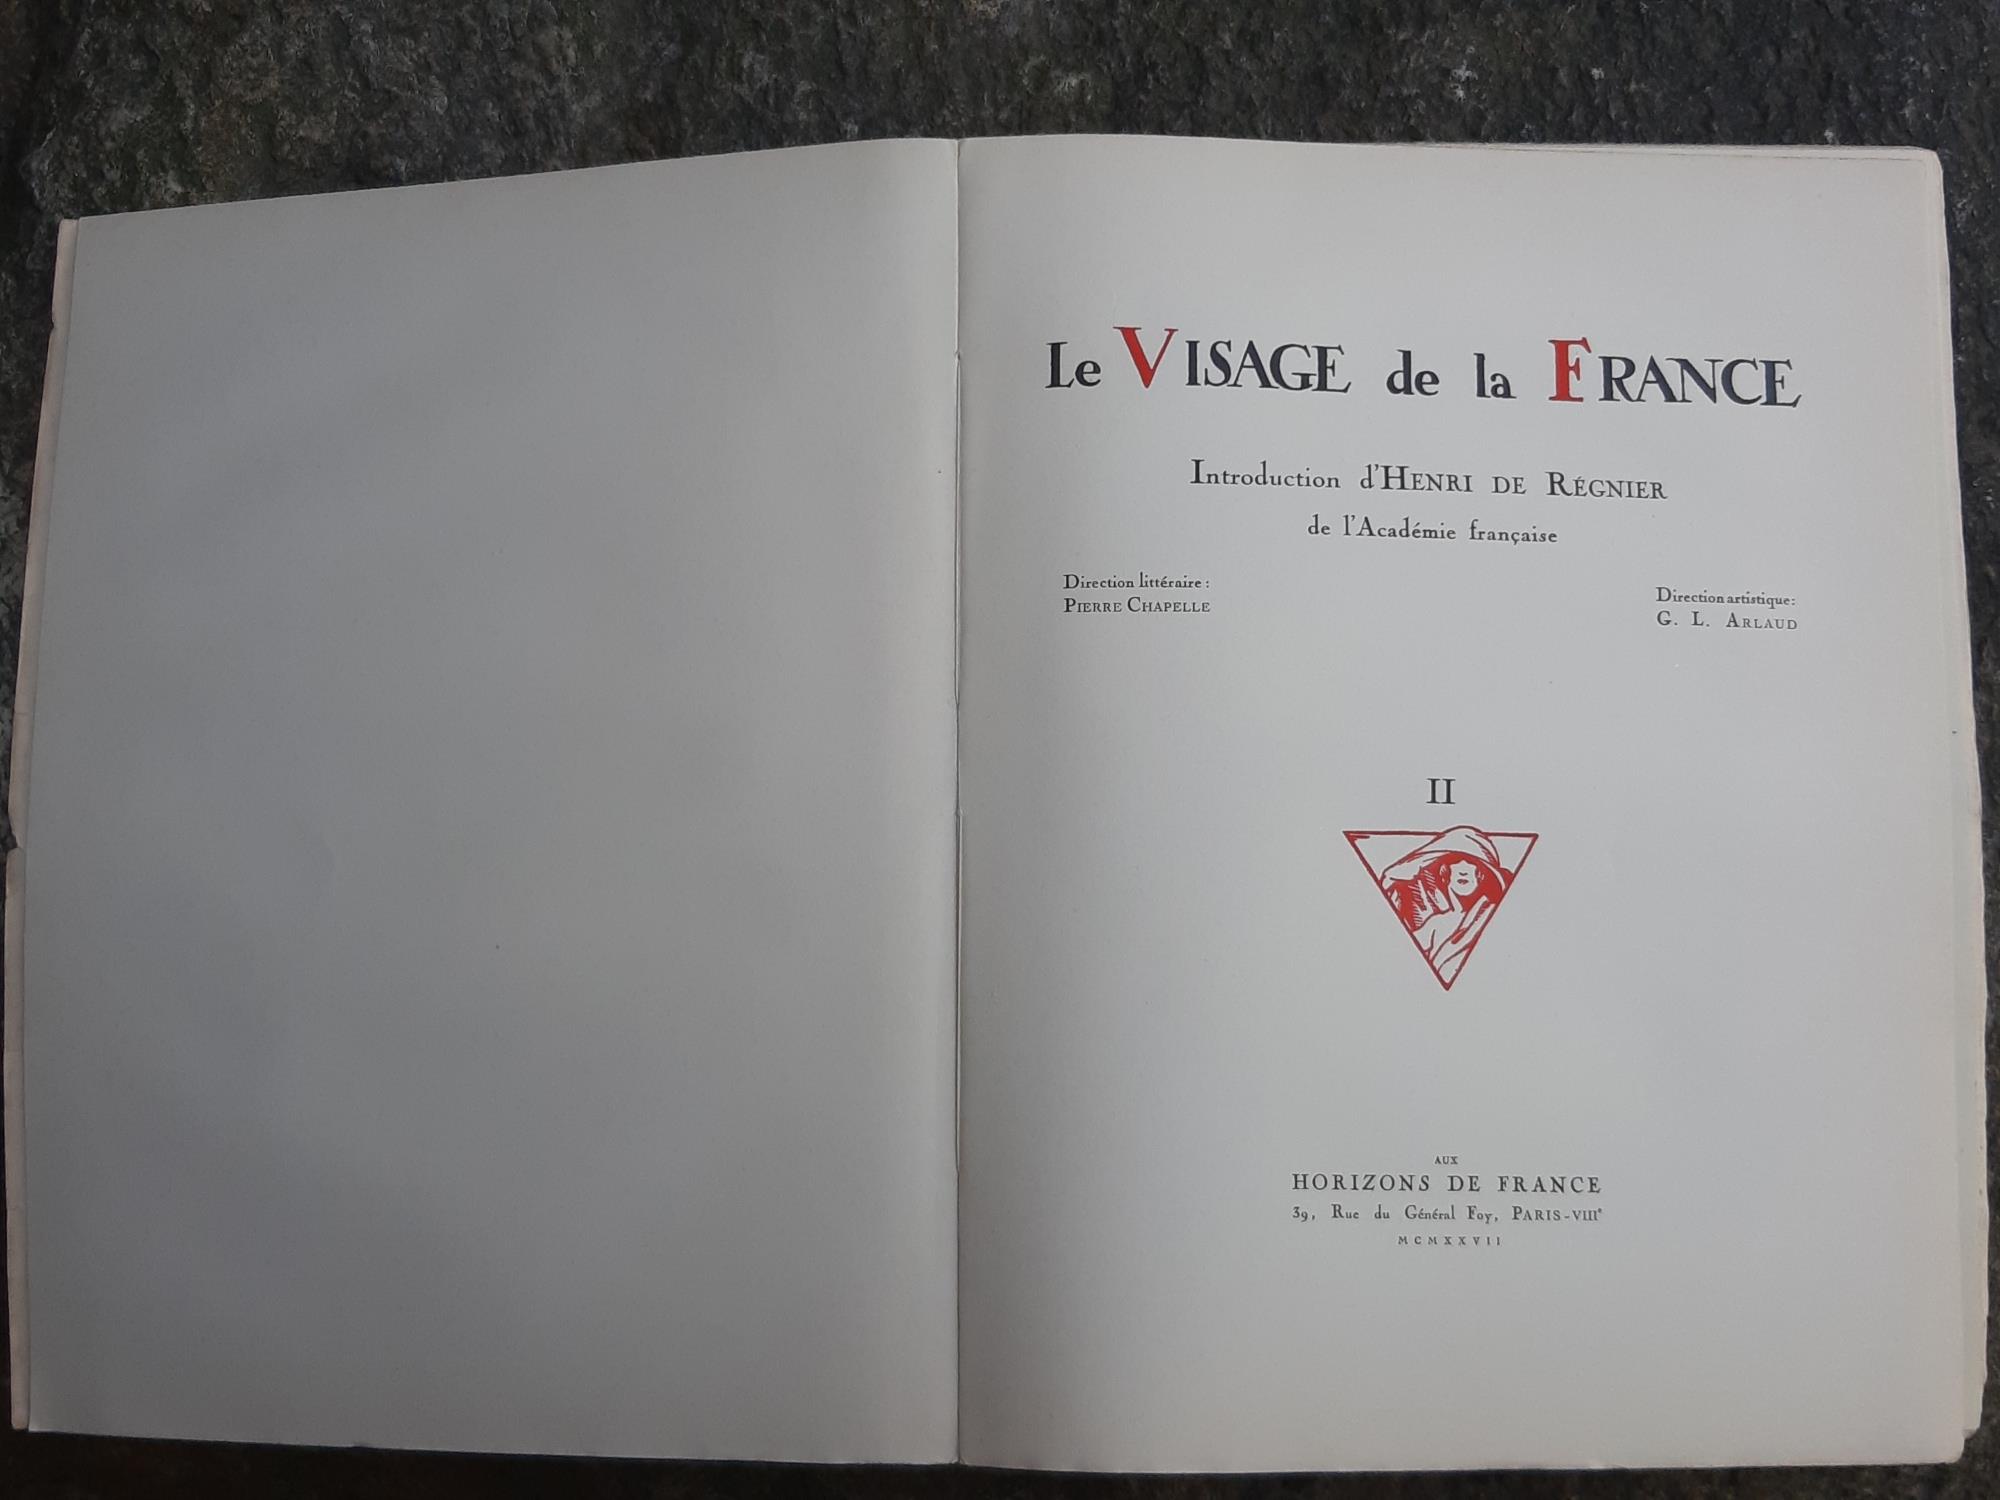 Le VISAGE de la FRANCE
Introduction d'HENRI DE RÉGNIER
de l'Académie française
Direction littéraire :
PIERRE CHAPELLE
Direction artistique :
G. L. ARLAUD
II
AUX
HORIZONS DE FRANCE
39, Rue du Général Foy, PARIS-VIIIᵉ
MCMXXVII